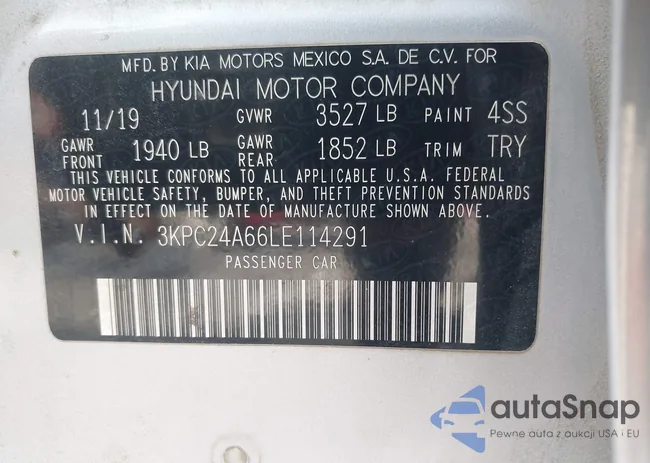 MFD. BY KIA MOTORS MEXICO S.A. DE C.V. FOR
HYUNDAI MOTOR COMPANY
11/19 GVWR 3527 LB PAINT 4SS
GAWR FRONT 1940 LB GAWR REAR 1852 LB TRIM TRY
THIS VEHICLE CONFORMS TO ALL APPLICABLE U.S.A. FEDERAL
MOTOR VEHICLE SAFETY, BUMPER, AND THEFT PREVENTION STANDARDS
IN EFFECT ON THE DATE OF MANUFACTURE SHOWN ABOVE.
V.I.N. 3KPC24A66LE114291
PASSENGER CAR
autoSnap
Pewne auta z aukcji USA i EU